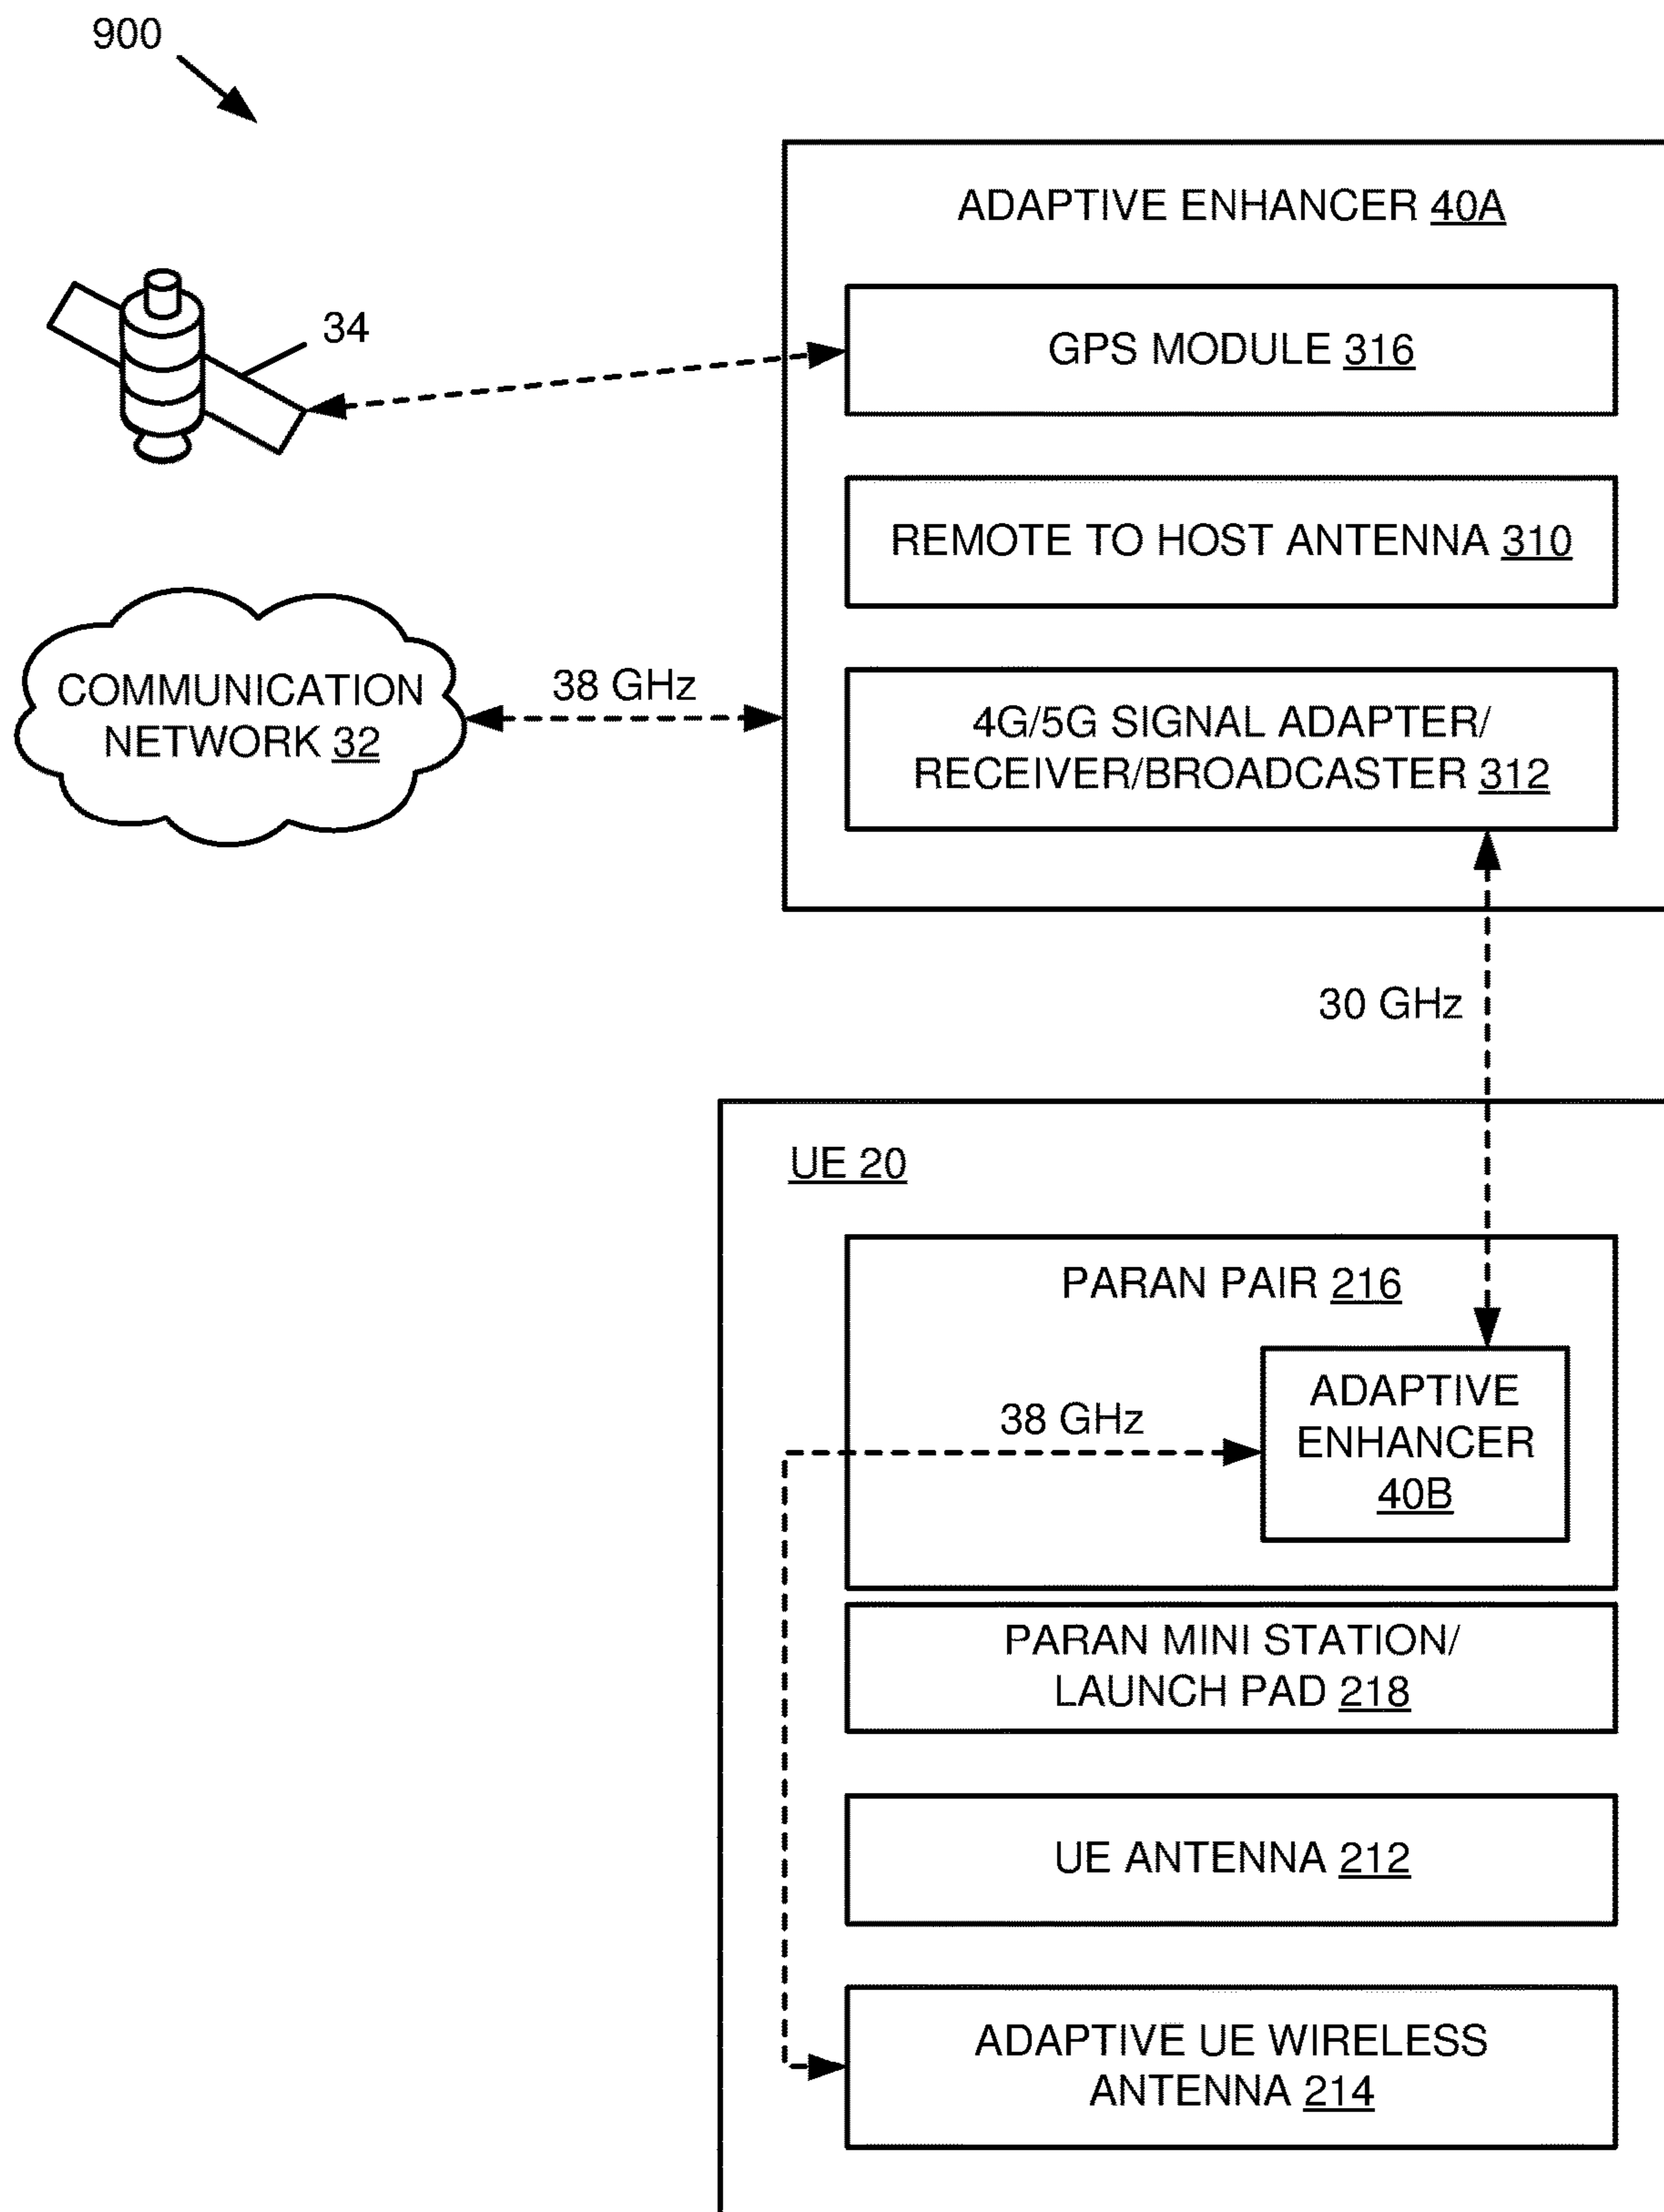 900
ADAPTIVE ENHANCER 40A
GPS MODULE 316
34
REMOTE TO HOST ANTENNA 310
COMMUNICATION
NETWORK 32
38 GHz
4G/5G SIGNAL ADAPTER/
RECEIVER/BROADCASTER 312
30 GHz
UE 20
PARAN PAIR 216
38 GHz
ADAPTIVE
ENHANCER
40B
PARAN MINI STATION/
LAUNCH PAD 218
UE ANTENNA 212
ADAPTIVE UE WIRELESS
ANTENNA 214